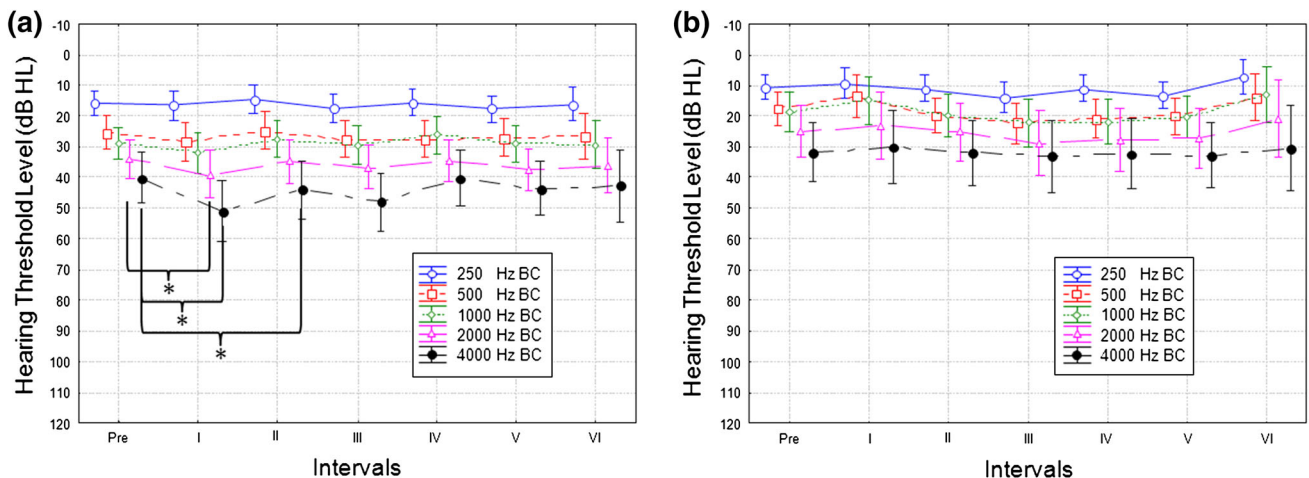 (a)
Hearing Threshold Level (dB HL)
-10
0
10
20
30
40
50
60
70
80
90
100
110
120
*
*
*
250 Hz BC
500 Hz BC
1000 Hz BC
2000 Hz BC
4000 Hz BC
Pre I II III IV V VI
Intervals
(b)
Hearing Threshold Level (dB HL)
-10
0
10
20
30
40
50
60
70
80
90
100
110
120
250 Hz BC
500 Hz BC
1000 Hz BC
2000 Hz BC
4000 Hz BC
Pre I II III IV V VI
Intervals